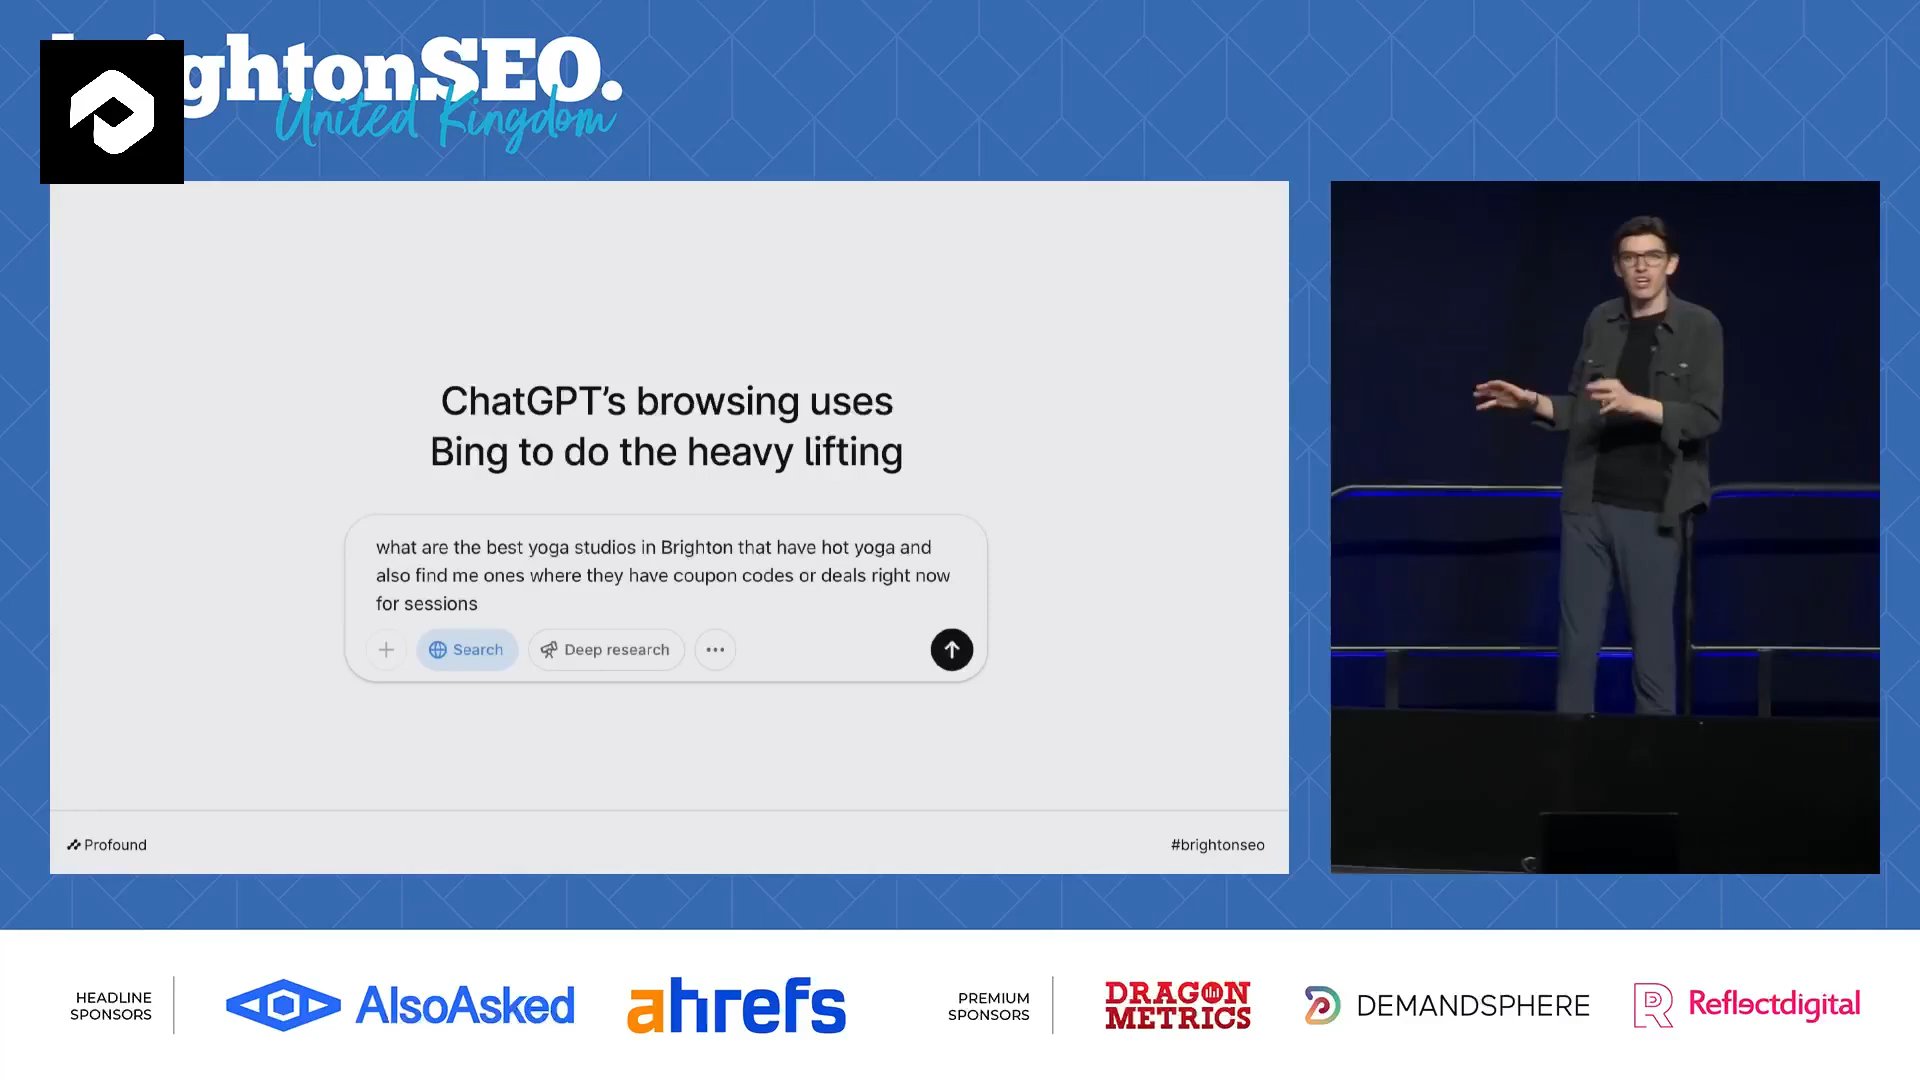 ghtonSEO.
United Kingdom
ChatGPT's browsing uses
Bing to do the heavy lifting
what are the best yoga studios in Brighton that have hot yoga and
also find me ones where they have coupon codes or deals right now
for sessions
Search
Deep research
Profound
#brightonseo
HEADLINE
SPONSORS
AlsoAsked
ahrefs
PREMIUM
SPONSORS
DRAGON
METRICS
DEMANDSPHERE
Reflectdigital